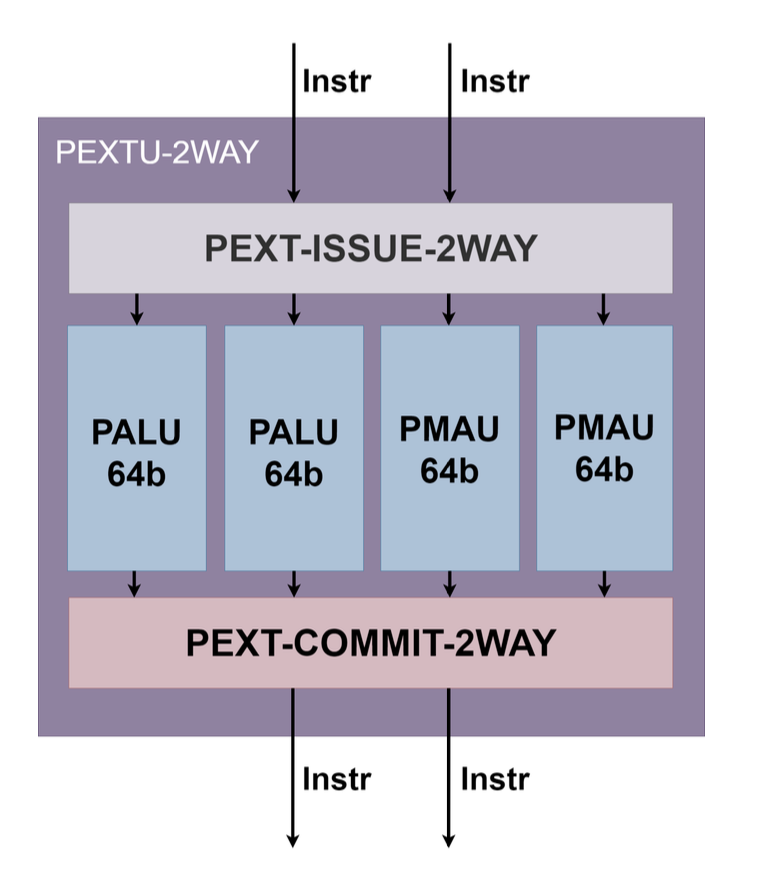 Instr Instr
PEXTU-2WAY
PEXT-ISSUE-2WAY
PALU PALU PMAU PMAU
64b 64b 64b 64b
PEXT-COMMIT-2WAY
Instr Instr